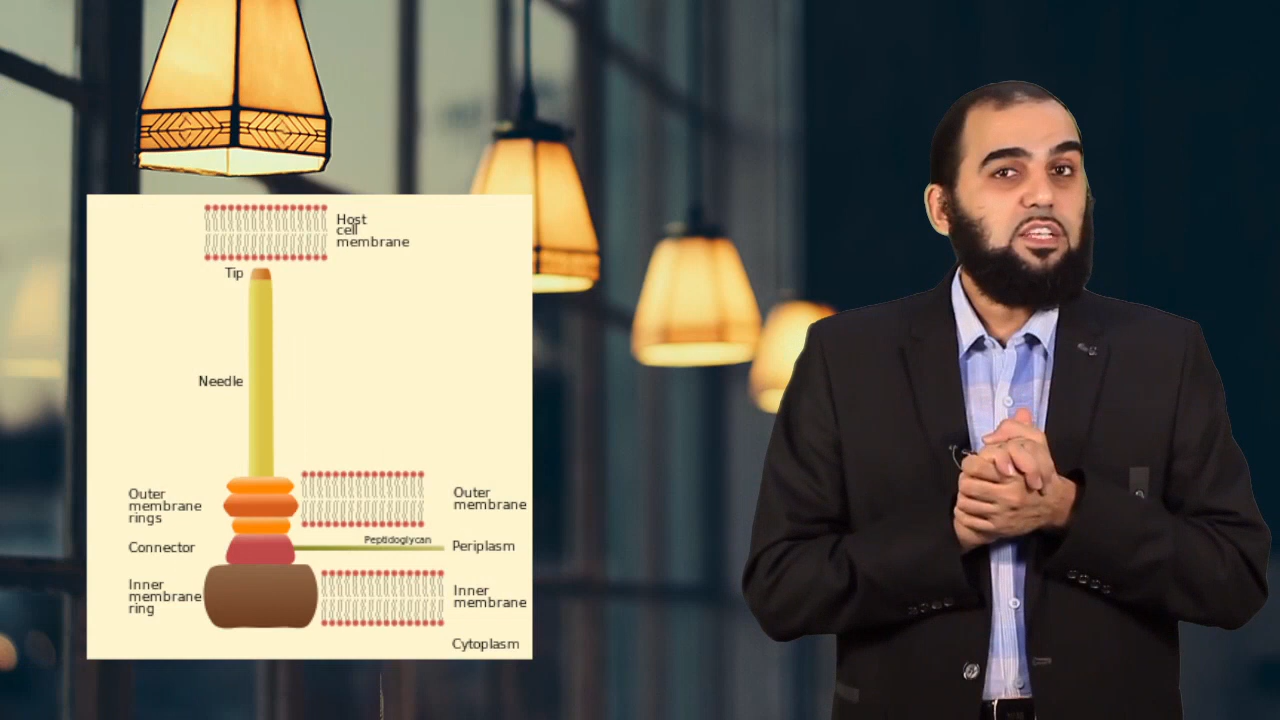 Host
cell
membrane
Tip
Needle
Outer
membrane
rings
Outer
membrane
Peptidoglycan
Connector
Periplasm
Inner
membrane
ring
Inner
membrane
Cytoplasm